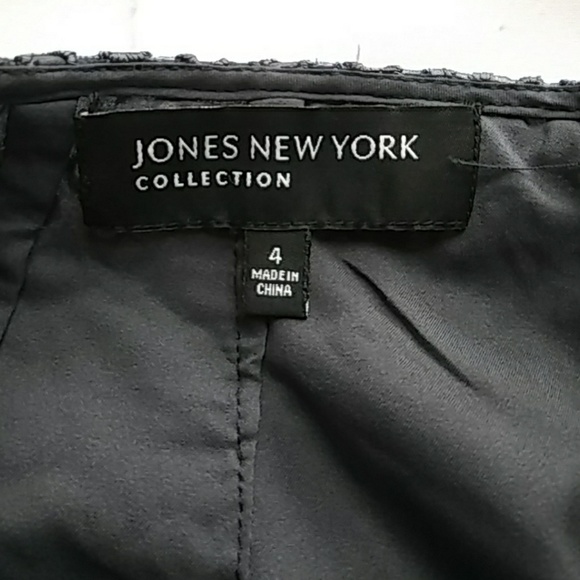 JONES NEW YORK
COLLECTION
4
MADE IN
CHINA